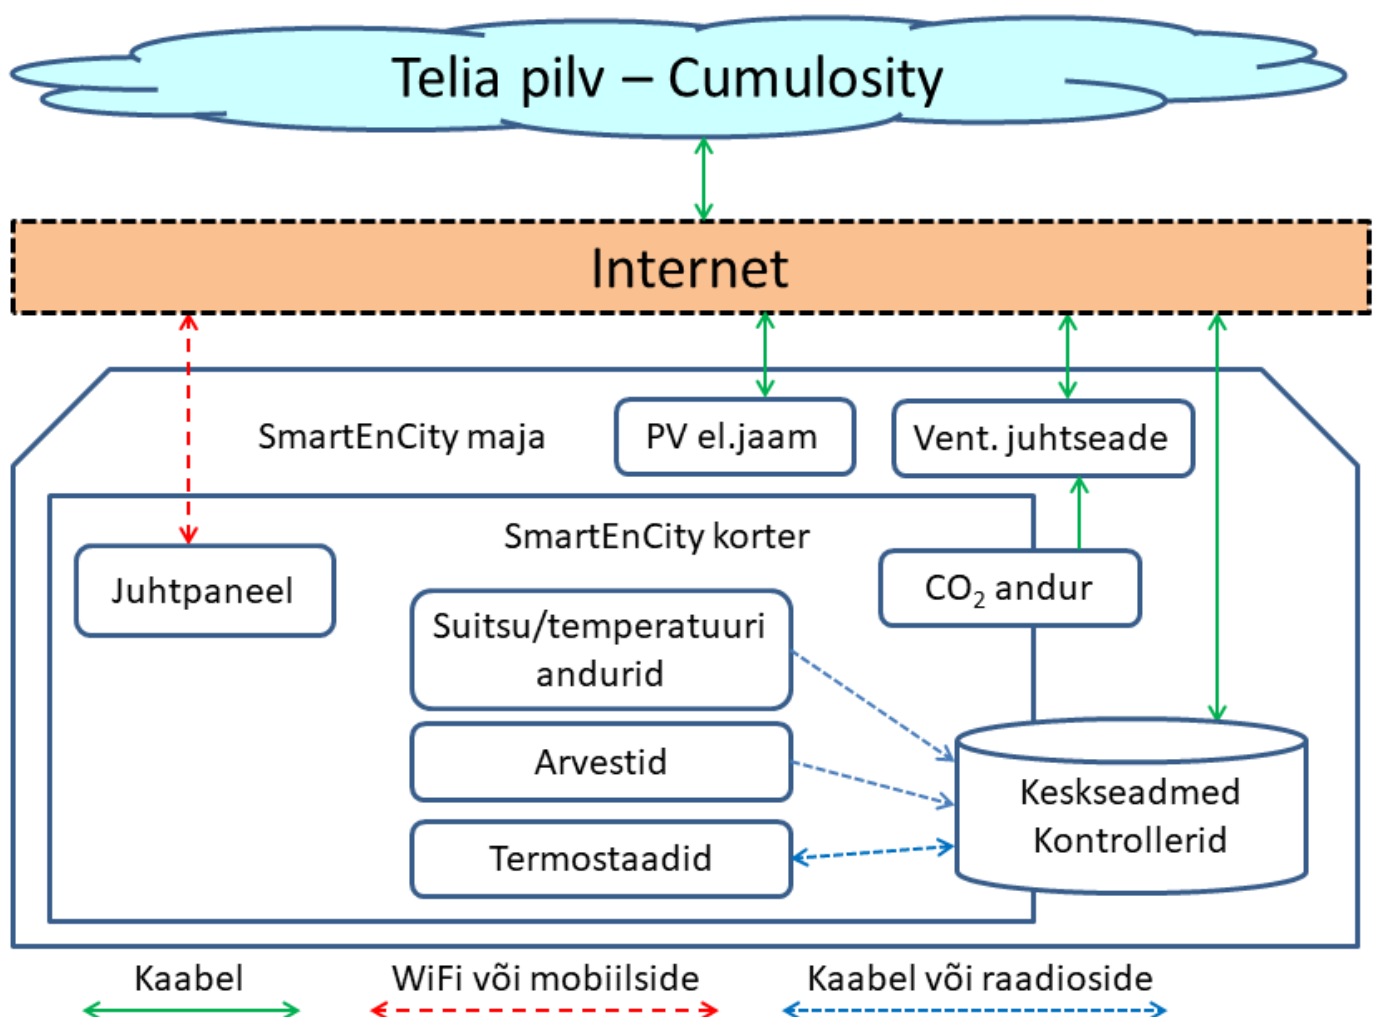 Telia pilv – Cumulosity
Internet
SmartEnCity maja
PV el.jaam
Vent. juhtseade
SmartEnCity korter
Juhtpaneel
CO₂ andur
Suitsu/temperatuuri
andurid
Arvestid
Termostaadid
Keskseadmed
Kontrollerid
Kaabel
WiFi või mobiilside
Kaabel või raadioside